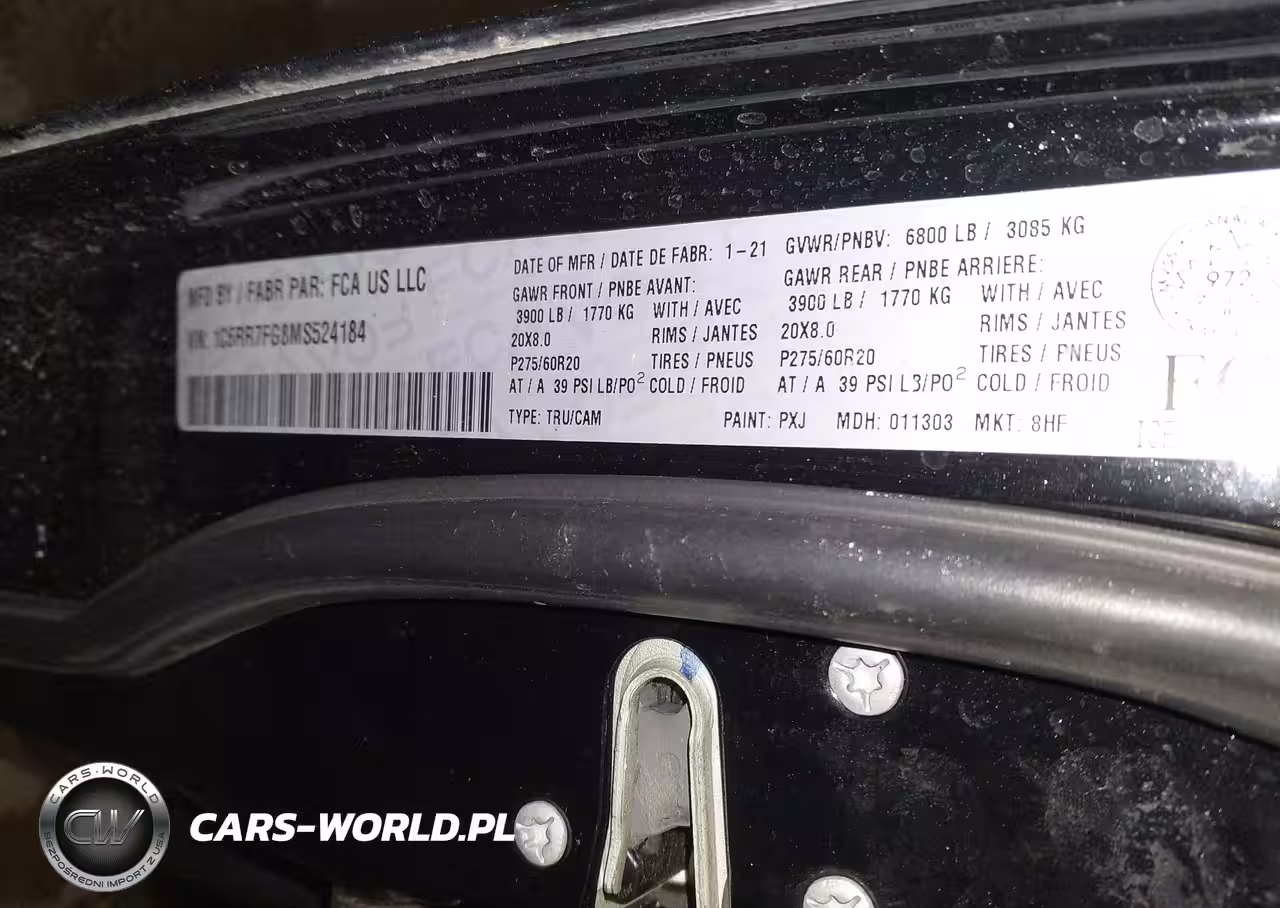 MFD BY / FABR PAR: FCA US LLC
VIN: 1C6RR7FG8MS524184
DATE OF MFR / DATE DE FABR: 1-21
GAWR FRONT / PNBE AVANT:
3900 LB / 1770 KG WITH / AVEC
20X8.0 RIMS / JANTES
P275/60R20 TIRES / PNEUS
AT / A 39 PSI LB/PO² COLD / FROID
TYPE: TRU/CAM
GVWR/PNBV: 6800 LB / 3085 KG
GAWR REAR / PNBE ARRIERE:
3900 LB / 1770 KG WITH / AVEC
20X8.0 RIMS / JANTES
P275/60R20 TIRES / PNEUS
AT / A 39 PSI LB/PO² COLD / FROID
PAINT: PXJ MDH: 011303 MKT: 8HF
972
CARS-WORLD
CW
BEZPOŚREDNI IMPORT Z USA
CARS-WORLD.PL